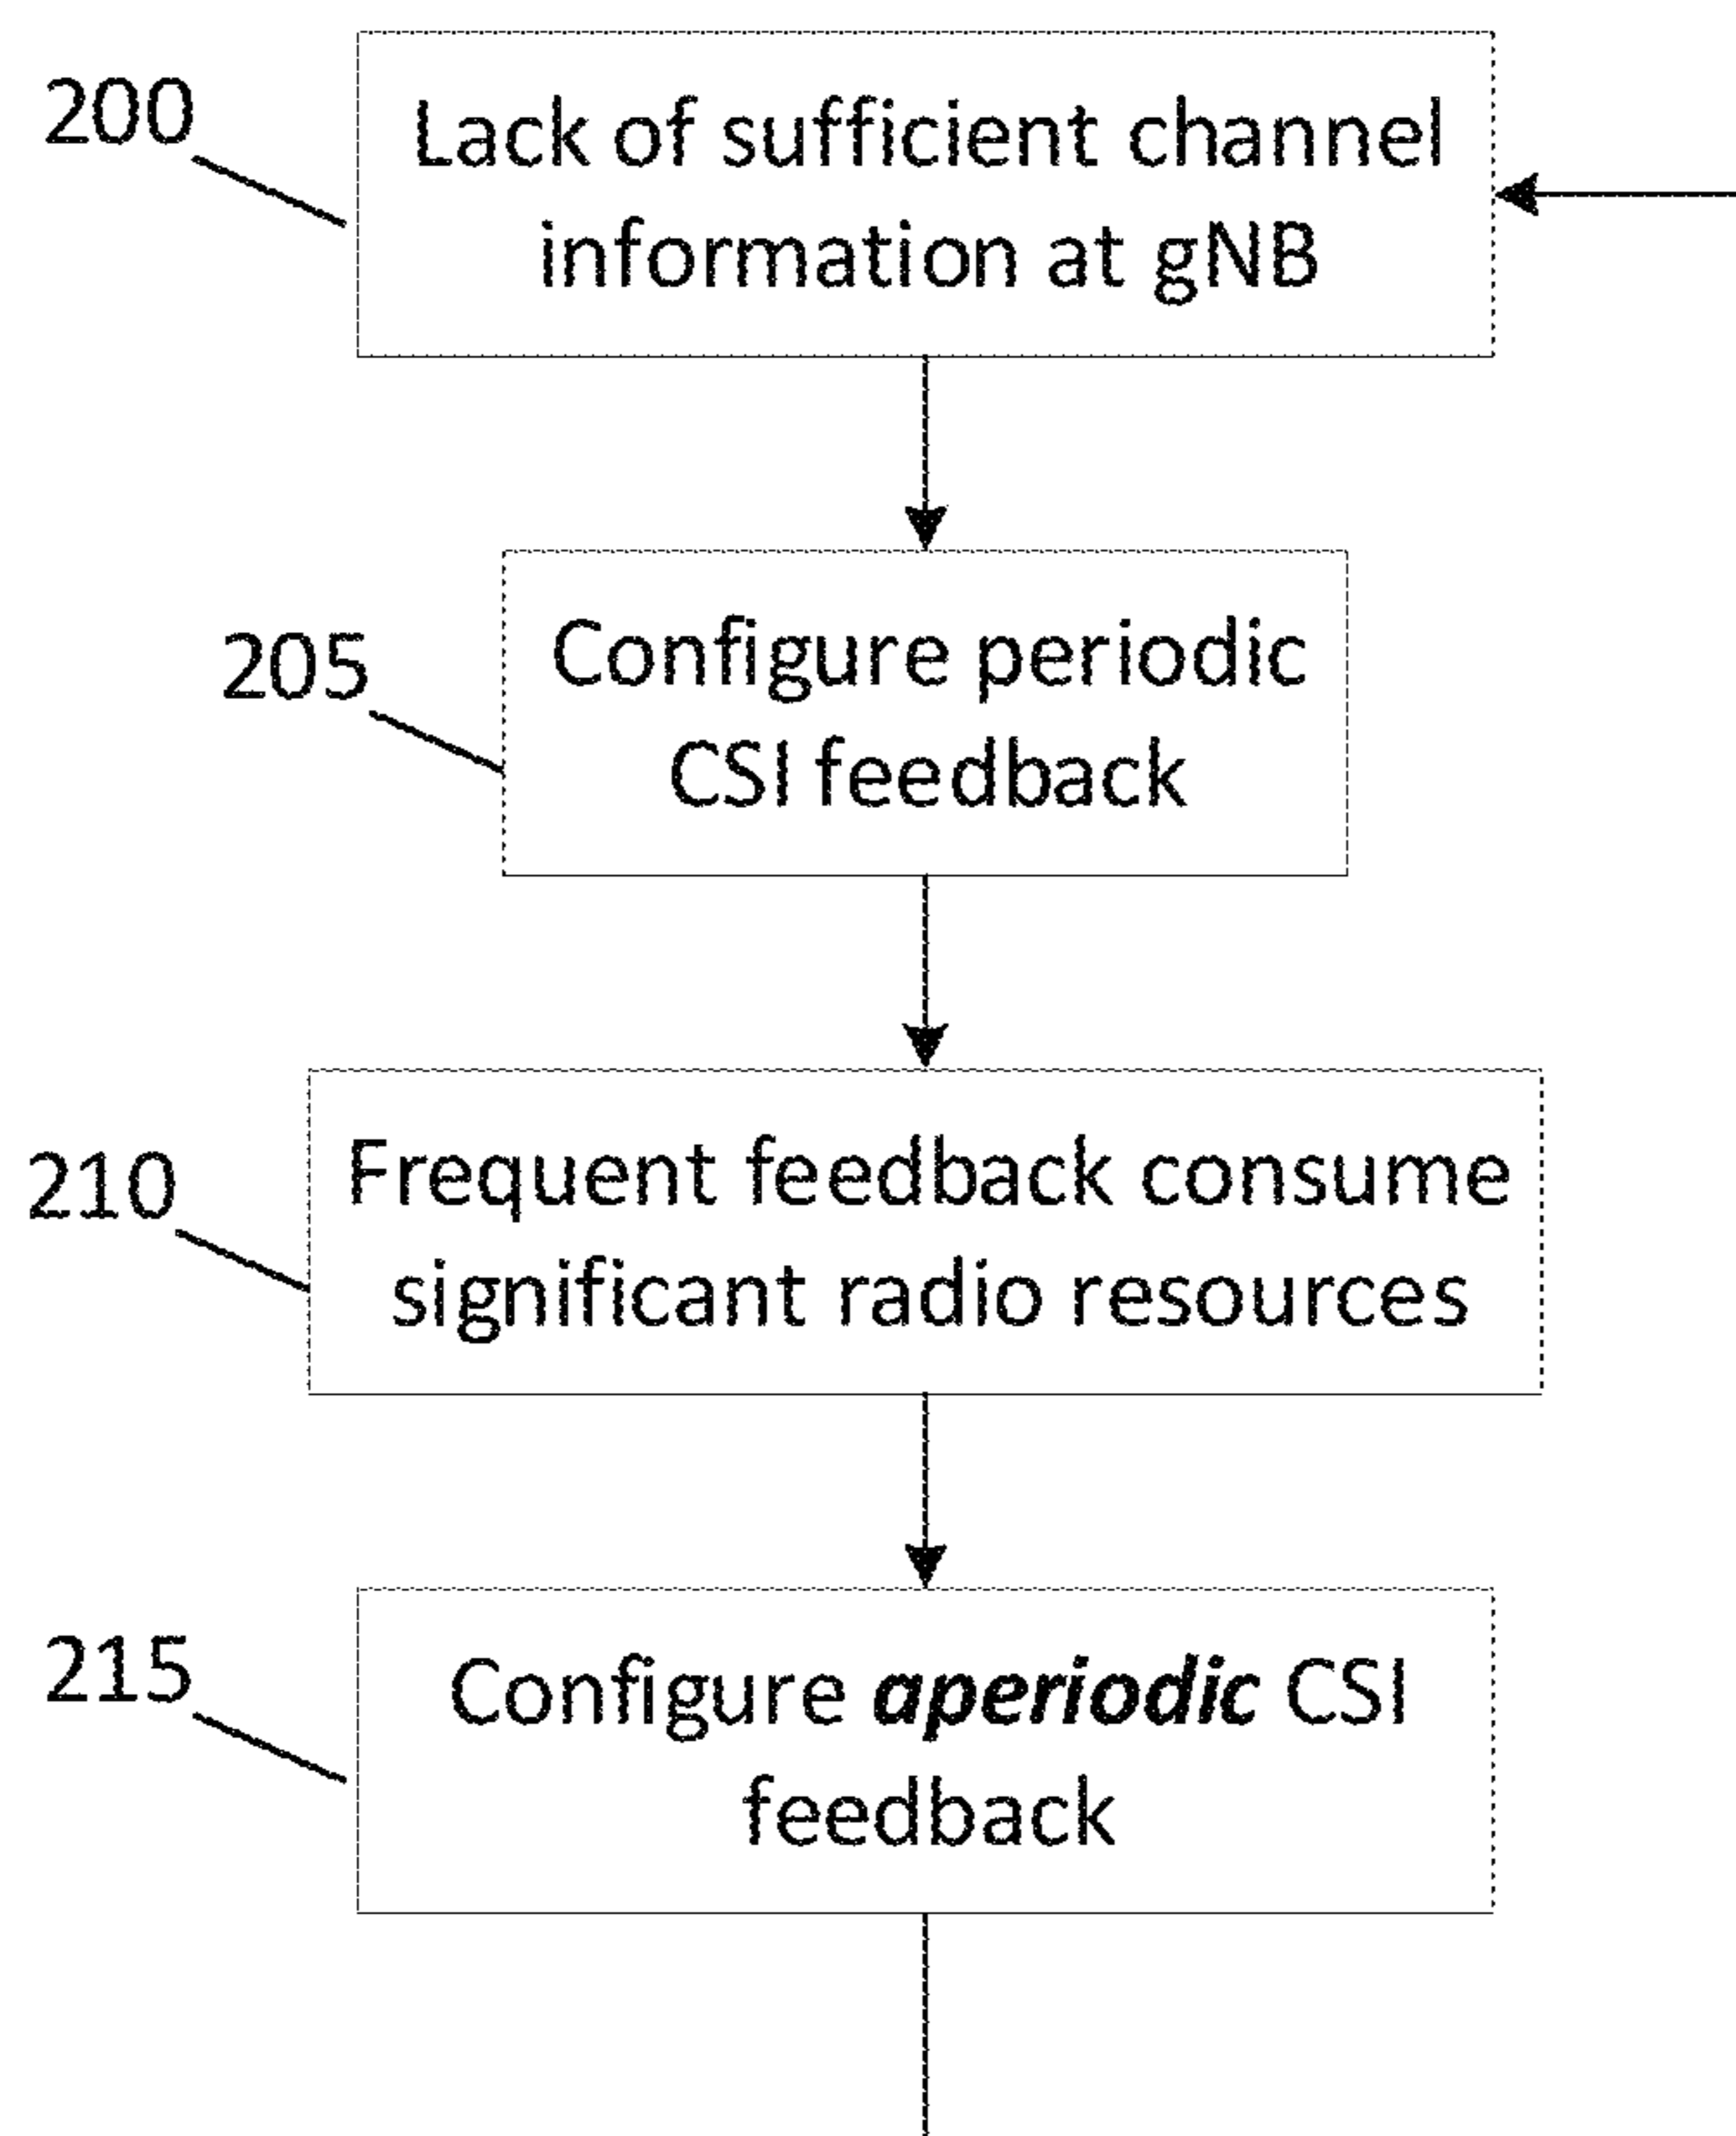 200
Lack of sufficient channel
information at gNB
205
Configure periodic
CSI feedback
210
Frequent feedback consume
significant radio resources
215
Configure aperiodic CSI
feedback